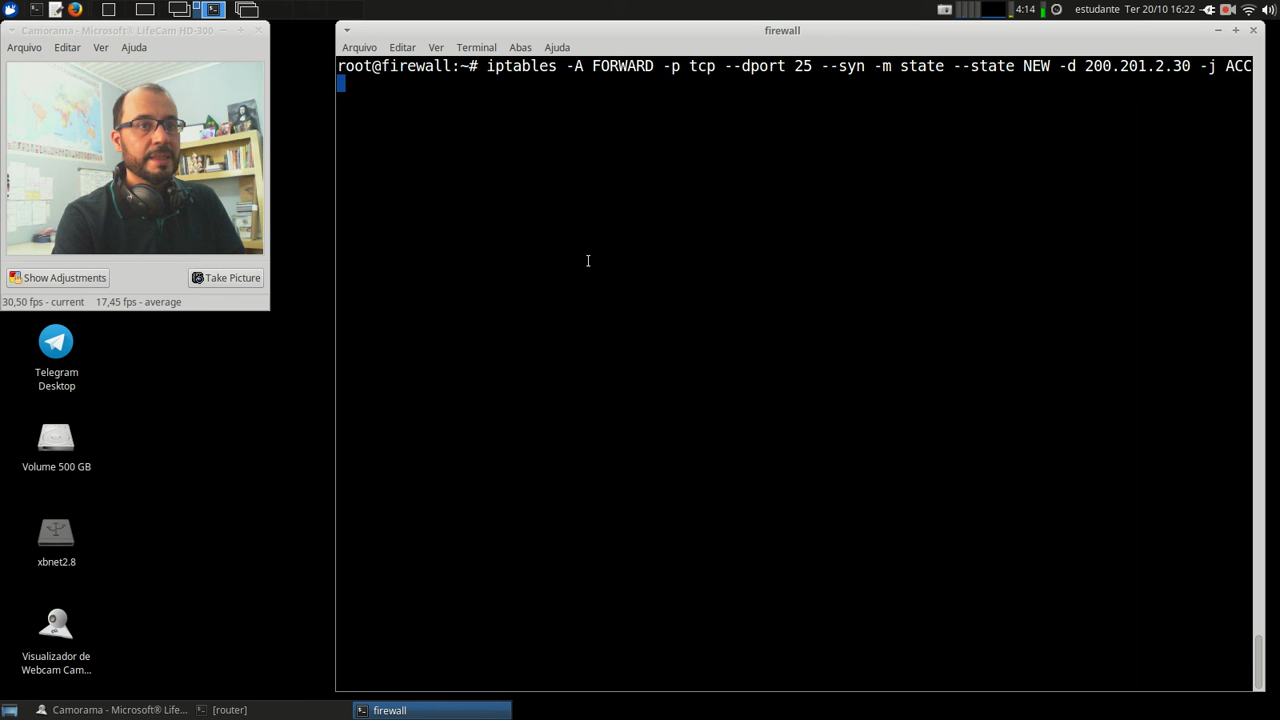 4:14 estudante Ter 20/10 16:22
Camorama - Microsoft® LifeCam HD-300
Arquivo Editar Ver Ajuda
Show Adjustments Take Picture
30,50 fps - current 17,45 fps - average
Telegram
Desktop
Volume 500 GB
xbnet2.8
Visualizador de
Webcam Cam...
firewall
Arquivo Editar Ver Terminal Abas Ajuda
root@firewall:~# iptables -A FORWARD -p tcp --dport 25 --syn -m state --state NEW -d 200.201.2.30 -j ACC
Camorama - Microsoft® Life... [router] firewall